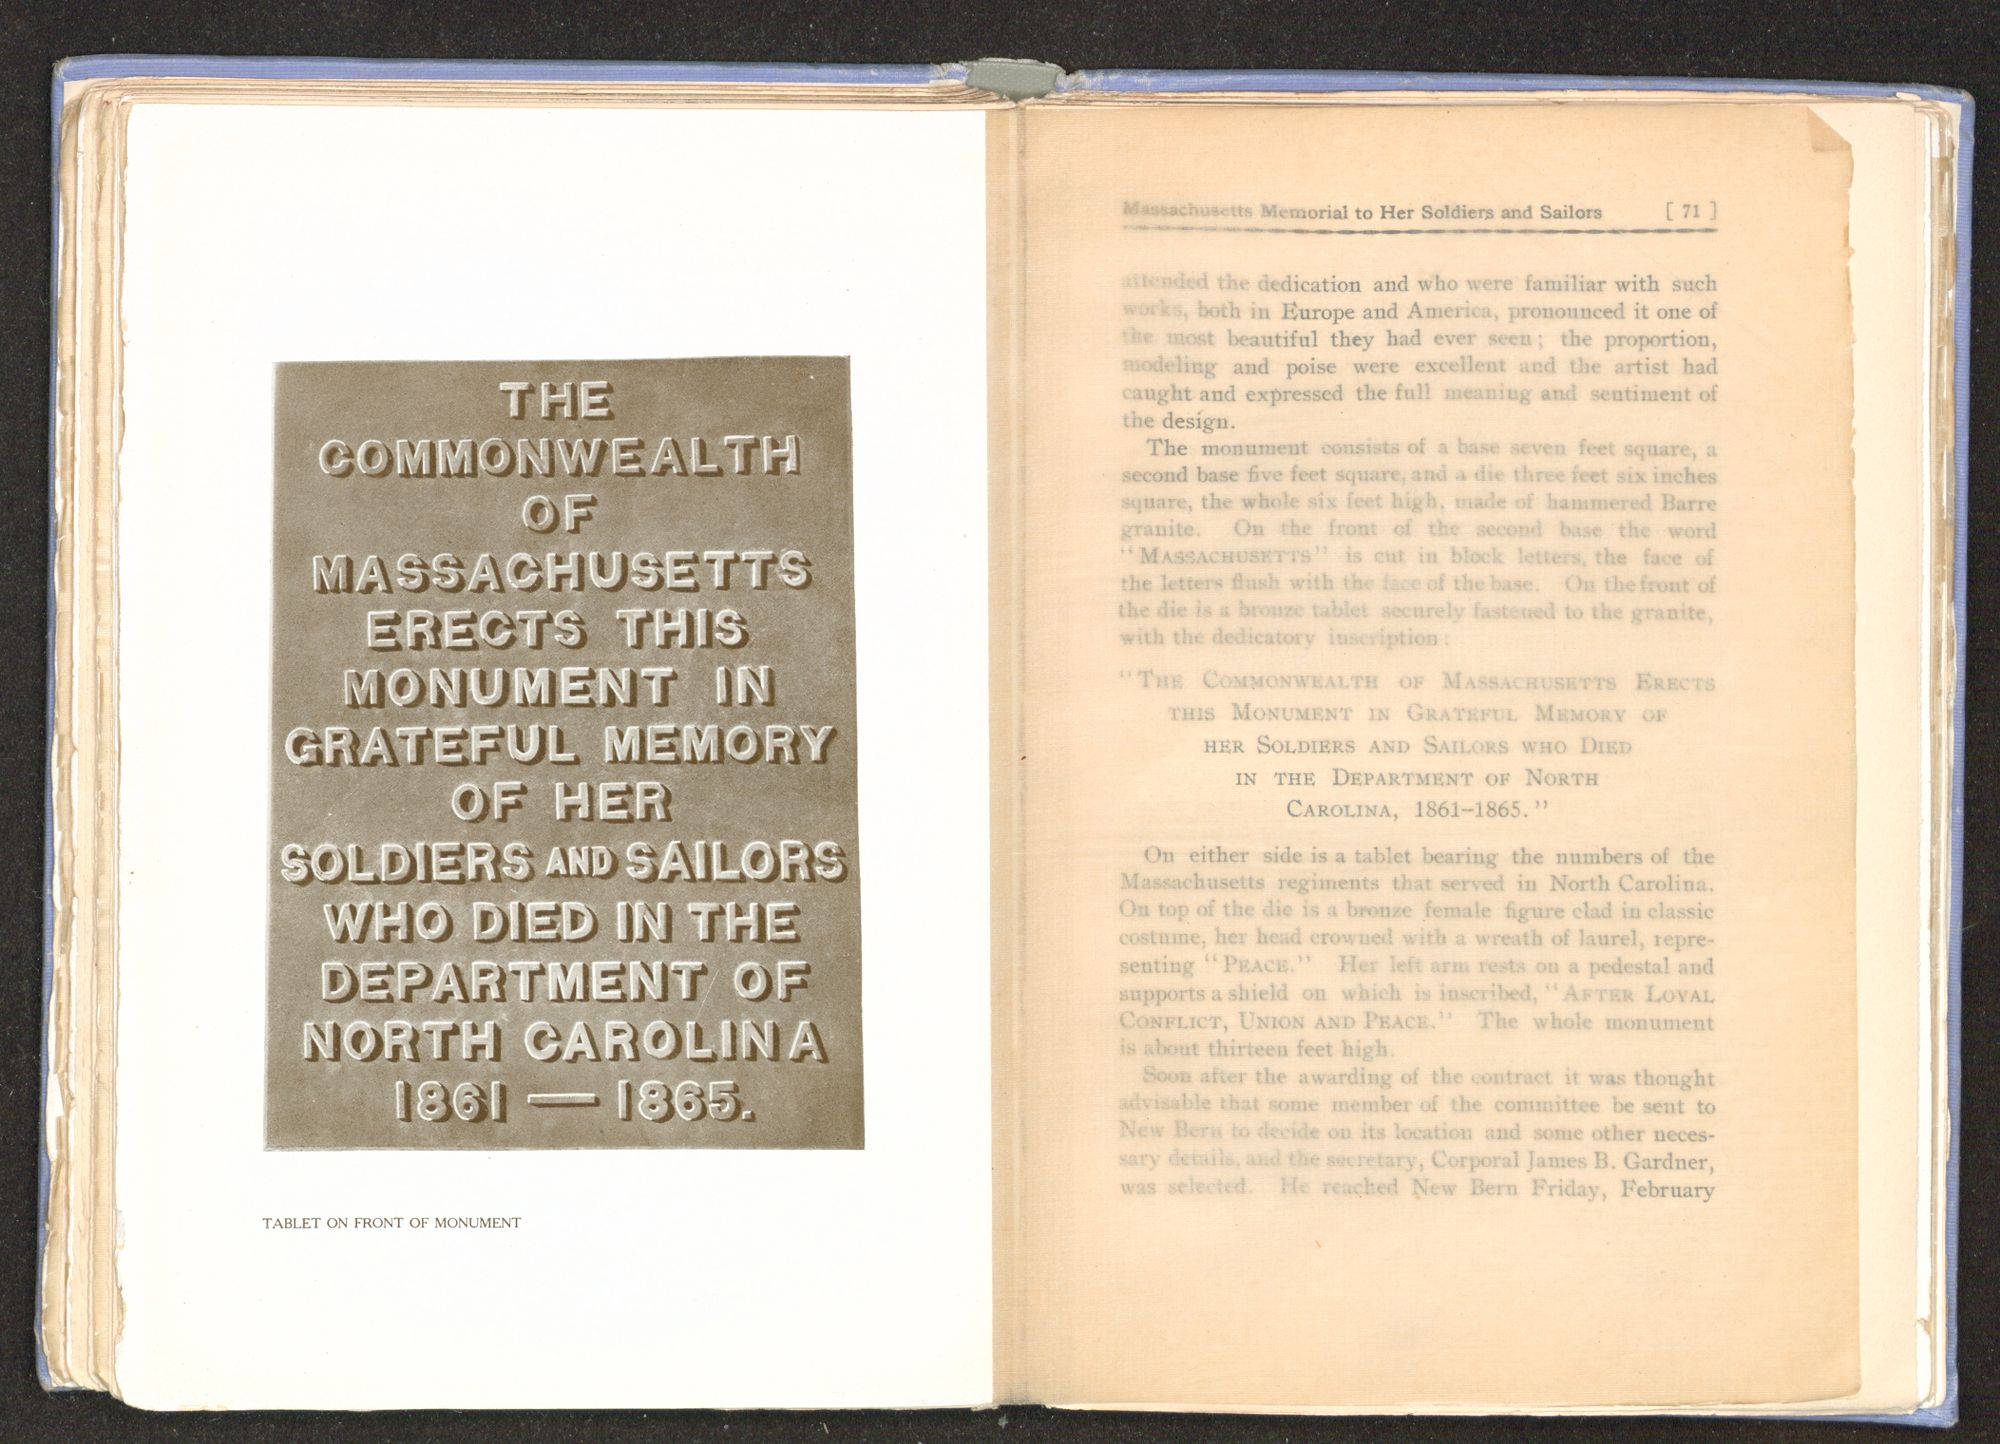 THE
COMMONWEALTH
OF
MASSACHUSETTS
ERECTS THIS
MONUMENT IN
GRATEFUL MEMORY
OF HER
SOLDIERS AND SAILORS
WHO DIED IN THE
DEPARTMENT OF
NORTH CAROLINA
1861 — 1865.
TABLET ON FRONT OF MONUMENT
Massachusetts Memorial to Her Soldiers and Sailors [ 71 ]
attended the dedication and who were familiar with such
works, both in Europe and America, pronounced it one of
the most beautiful they had ever seen; the proportion,
modeling and poise were excellent and the artist had
caught and expressed the full meaning and sentiment of
the design.
The monument consists of a base seven feet square, a
second base five feet square, and a die three feet six inches
square, the whole six feet high, made of hammered Barre
granite. On the front of the second base the word
"MASSACHUSETTS" is cut in block letters, the face of
the letters flush with the face of the base. On the front of
the die is a bronze tablet securely fastened to the granite,
with the dedicatory inscription:
"THE COMMONWEALTH OF MASSACHUSETTS ERECTS
THIS MONUMENT IN GRATEFUL MEMORY OF
HER SOLDIERS AND SAILORS WHO DIED
IN THE DEPARTMENT OF NORTH
CAROLINA, 1861–1865."
On either side is a tablet bearing the numbers of the
Massachusetts regiments that served in North Carolina.
On top of the die is a bronze female figure clad in classic
costume, her head crowned with a wreath of laurel, repre-
senting "PEACE." Her left arm rests on a pedestal and
supports a shield on which is inscribed, "AFTER LOYAL
CONFLICT, UNION AND PEACE." The whole monument
is about thirteen feet high.
Soon after the awarding of the contract it was thought
advisable that some member of the committee be sent to
New Bern to decide on its location and some other neces-
sary details, and the secretary, Corporal James B. Gardner,
was selected. He reached New Bern Friday, February